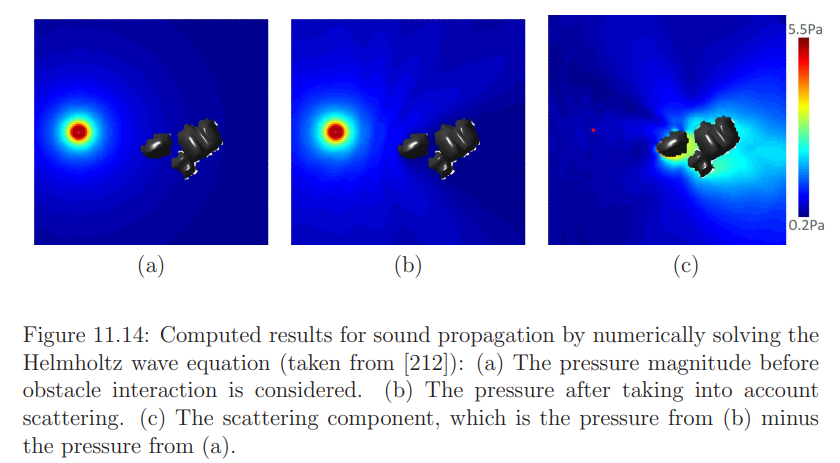 5.5Pa
0.2Pa
(a)
(b)
(c)
Figure 11.14: Computed results for sound propagation by numerically solving the
Helmholtz wave equation (taken from [212]): (a) The pressure magnitude before
obstacle interaction is considered. (b) The pressure after taking into account
scattering. (c) The scattering component, which is the pressure from (b) minus
the pressure from (a).